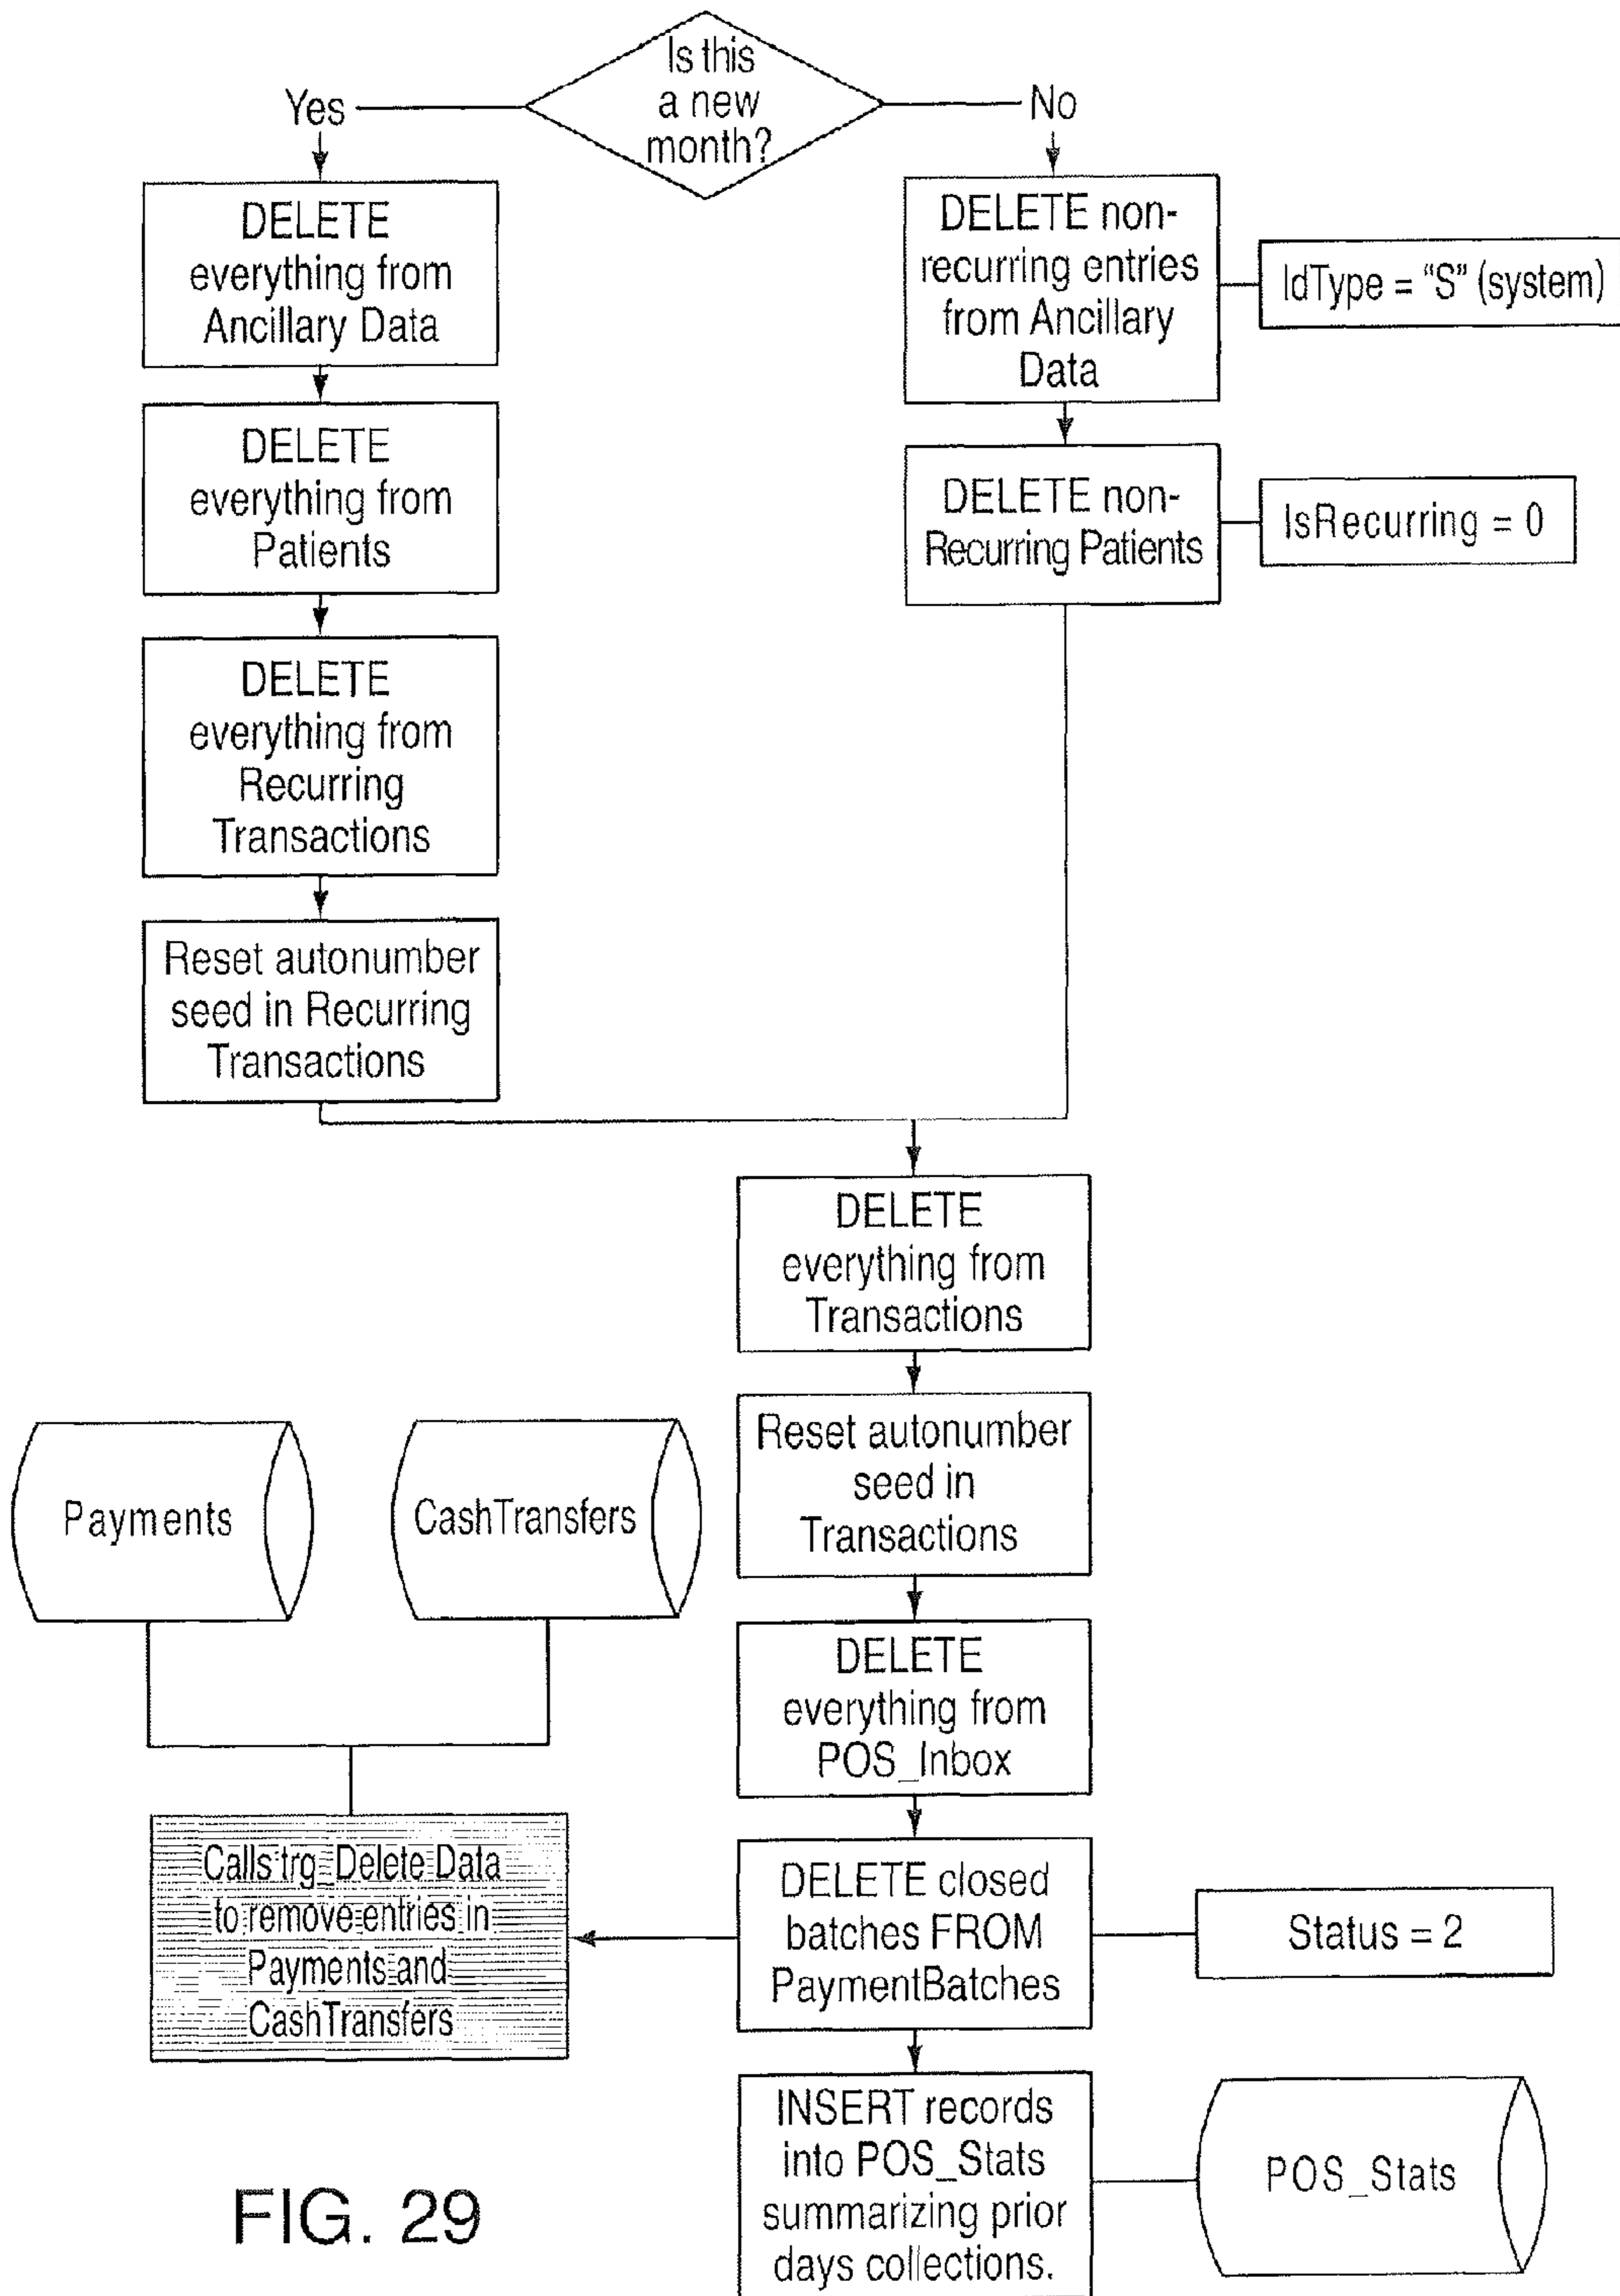 Is this
a new
month?
Yes
No
DELETE
everything from
Ancillary Data
DELETE
everything from
Patients
DELETE
everything from
Recurring
Transactions
Reset autonumber
seed in Recurring
Transactions
DELETE non-
recurring entries
from Ancillary
Data
IdType = "S" (system)
DELETE non-
Recurring Patients
IsRecurring = 0
DELETE
everything from
Transactions
Reset autonumber
seed in
Transactions
DELETE
everything from
POS_Inbox
Payments
CashTransfers
Calls trg_Delete Data
to remove entries in
Payments and
CashTransfers
DELETE closed
batches FROM
PaymentBatches
Status = 2
INSERT records
into POS_Stats
summarizing prior
days collections.
POS_Stats
FIG. 29